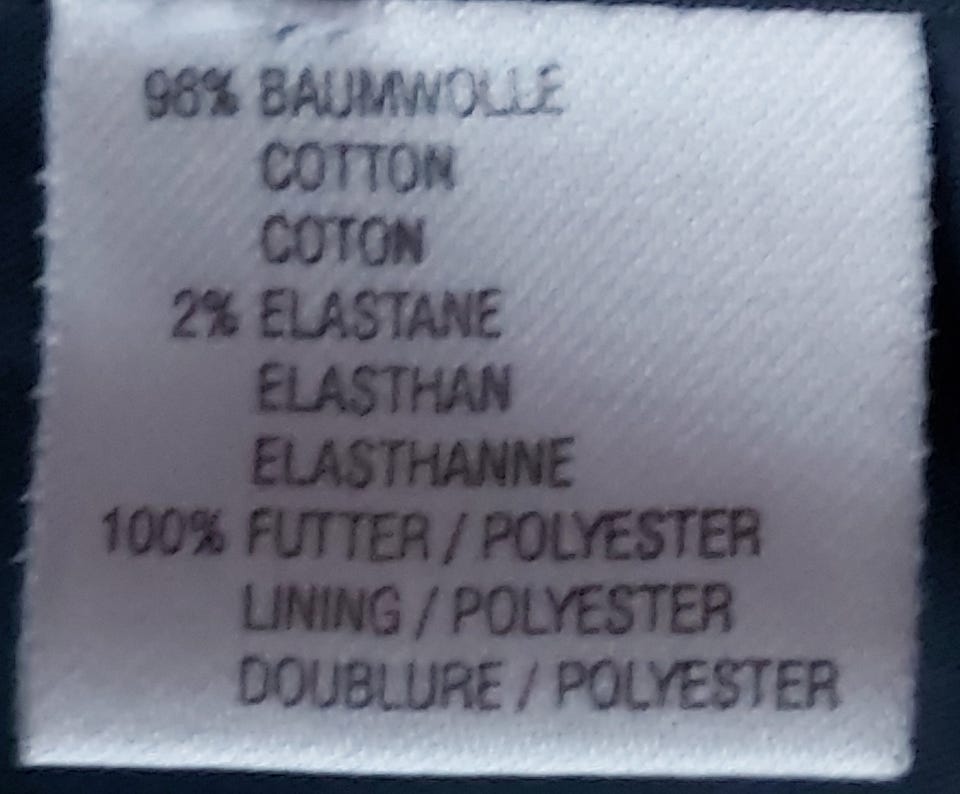 98% BAUMWOLLE
COTTON
COTON
2% ELASTANE
ELASTHAN
ELASTHANNE
100% FUTTER / POLYESTER
LINING / POLYESTER
DOUBLURE / POLYESTER